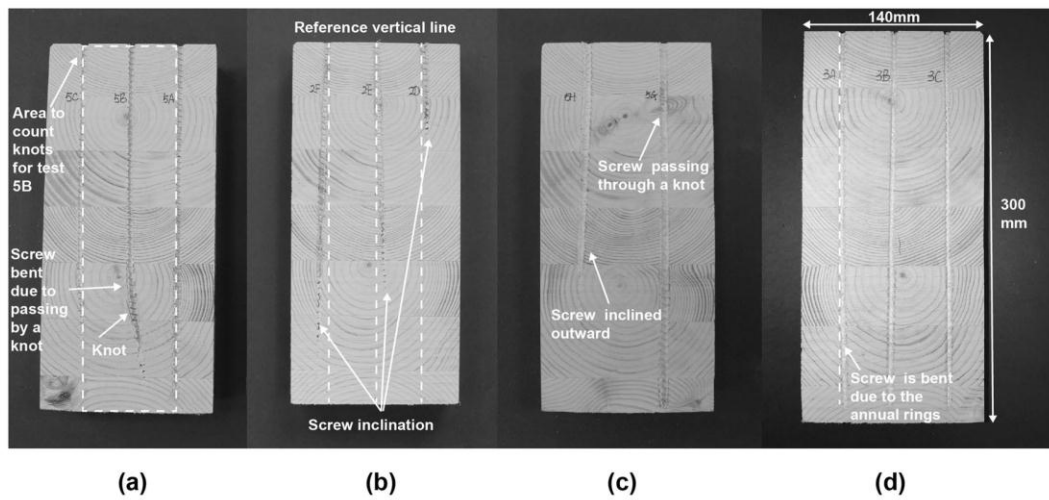 Area to
count
knots
for test
5B
5C
5B
5A
Screw
bent
due to
passing
by a
knot
Knot
(a)
Reference vertical line
2F
2E
2D
Screw inclination
(b)
5H
5G
Screw passing
through a knot
Screw inclined
outward
(c)
140mm
3A
3B
3C
300
mm
Screw is bent
due to the
annual rings
(d)